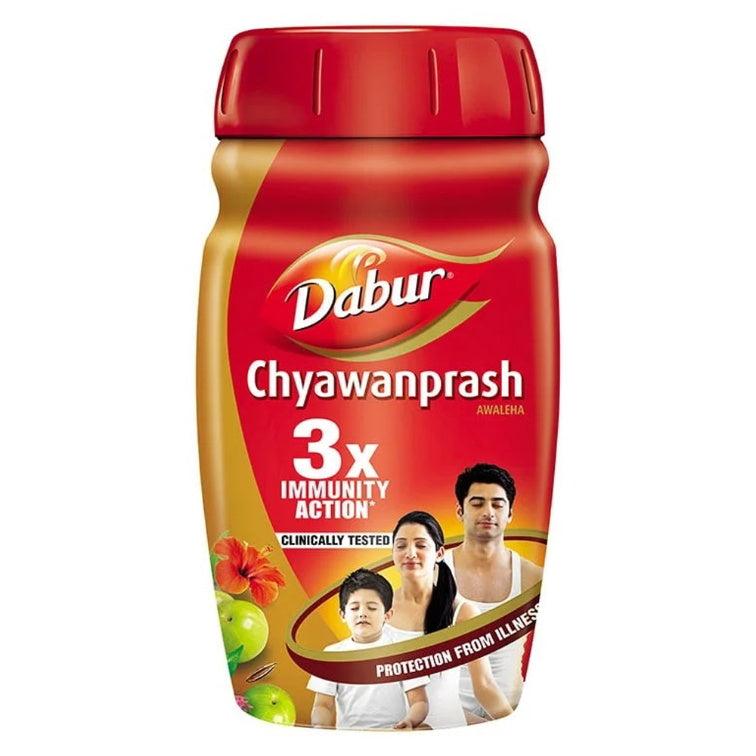 Dabur®
Chyawanprash
AWALEHA
3x
IMMUNITY
ACTION*
CLINICALLY TESTED
PROTECTION FROM ILLNESS